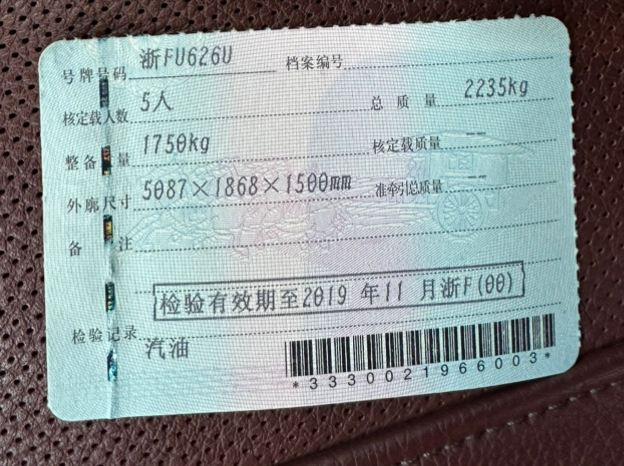 号牌号码 浙FU626U 档案编号
核定载人数 5人 总质量 2235kg
整备质量 1750kg 核定载质量 --
外廓尺寸 5087×1868×1500mm 准牵引总质量 --
备注
检验有效期至2019 年11 月浙F(00)
检验记录
汽油
*3330021966003*